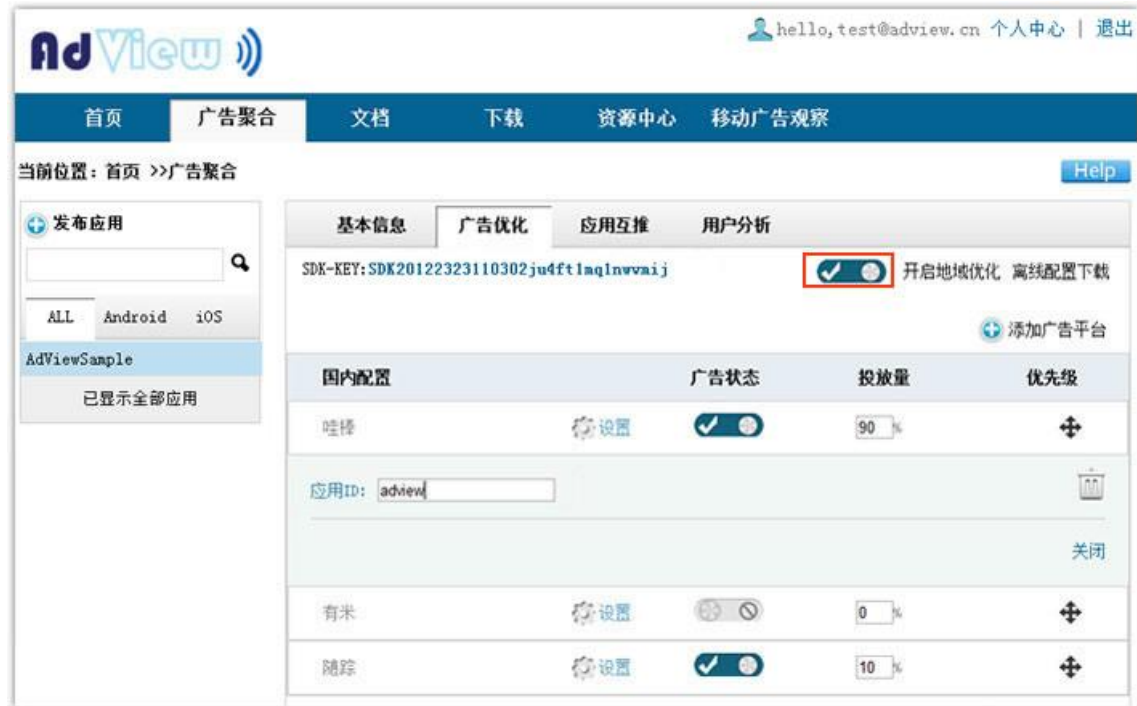 AdView
hello,test@adview.cn 个人中心 | 退出
首页 广告聚合 文档 下载 资源中心 移动广告观察
当前位置：首页 >>广告聚合
Help
发布应用
ALL Android iOS
AdViewSample
已显示全部应用
基本信息 广告优化 应用互推 用户分析
SDK-KEY:SDK20122323110302ju4ft1mq1nwvmij 开启地域优化 离线配置下载
添加广告平台
国内配置 广告状态 投放量 优先级
哇棒 设置 90 %
应用ID: adview
关闭
有米 设置 0 %
随踪 设置 10 %